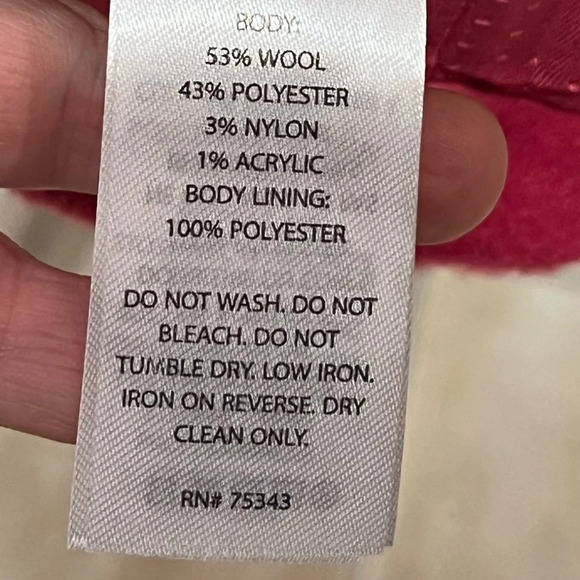 BODY:
53% WOOL
43% POLYESTER
3% NYLON
1% ACRYLIC
BODY LINING:
100% POLYESTER
DO NOT WASH. DO NOT
BLEACH. DO NOT
TUMBLE DRY. LOW IRON.
IRON ON REVERSE. DRY
CLEAN ONLY.
RN# 75343